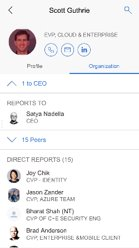 Scott Guthrie
EVP, CLOUD & ENTERPRISE
Profile
Organization
1 to CEO
REPORTS TO
Satya Nadella
CEO
15 Peers
DIRECT REPORTS (15)
Joy Chik
CVP - IDENTITY
Jason Zander
CVP, AZURE TEAM
Bharat Shah (NT)
CVP OF C+E SECURITY ENG
Brad Anderson
CVP, ENTERPRISE&MOBILE CLIENT